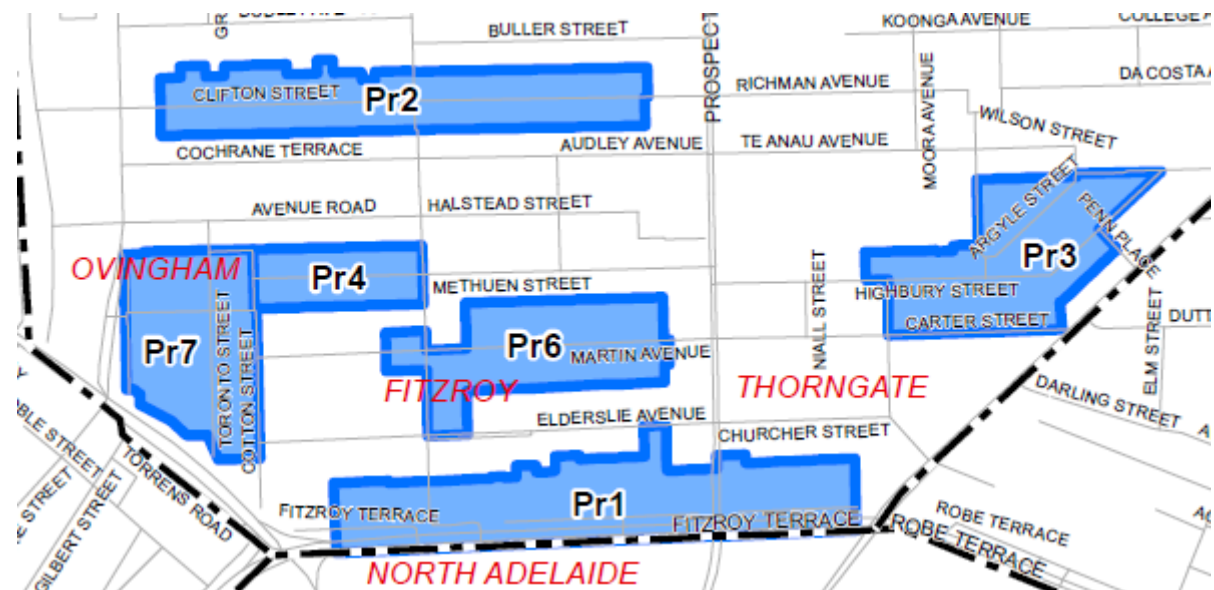 BULLER STREET
KOONGA AVENUE
COLLEGE
GR
PROSPECT
CLIFTON STREET
Pr2
RICHMAN AVENUE
DA COSTA A
MOORA AVENUE
WILSON STREET
COCHRANE TERRACE
AUDLEY AVENUE
TE ANAU AVENUE
AVENUE ROAD
HALSTEAD STREET
ARGYLE STREET
PENN PLACE
OVINGHAM
Pr4
METHUEN STREET
NIALL STREET
Pr3
HIGHBURY STREET
CARTER STREET
DUTT
ELM STREET
Pr7
TORONTO STREET
COTTON STREET
Pr6
MARTIN AVENUE
FITZROY
THORNGATE
DARLING STREET
ELDERSLIE AVENUE
CHURCHER STREET
BLE STREET
TORRENS ROAD
E STREET
GILBERT STREET
FITZROY TERRACE
Pr1
FITZROY TERRACE
ROBE TERRACE
ROBE TERRACE
NORTH ADELAIDE